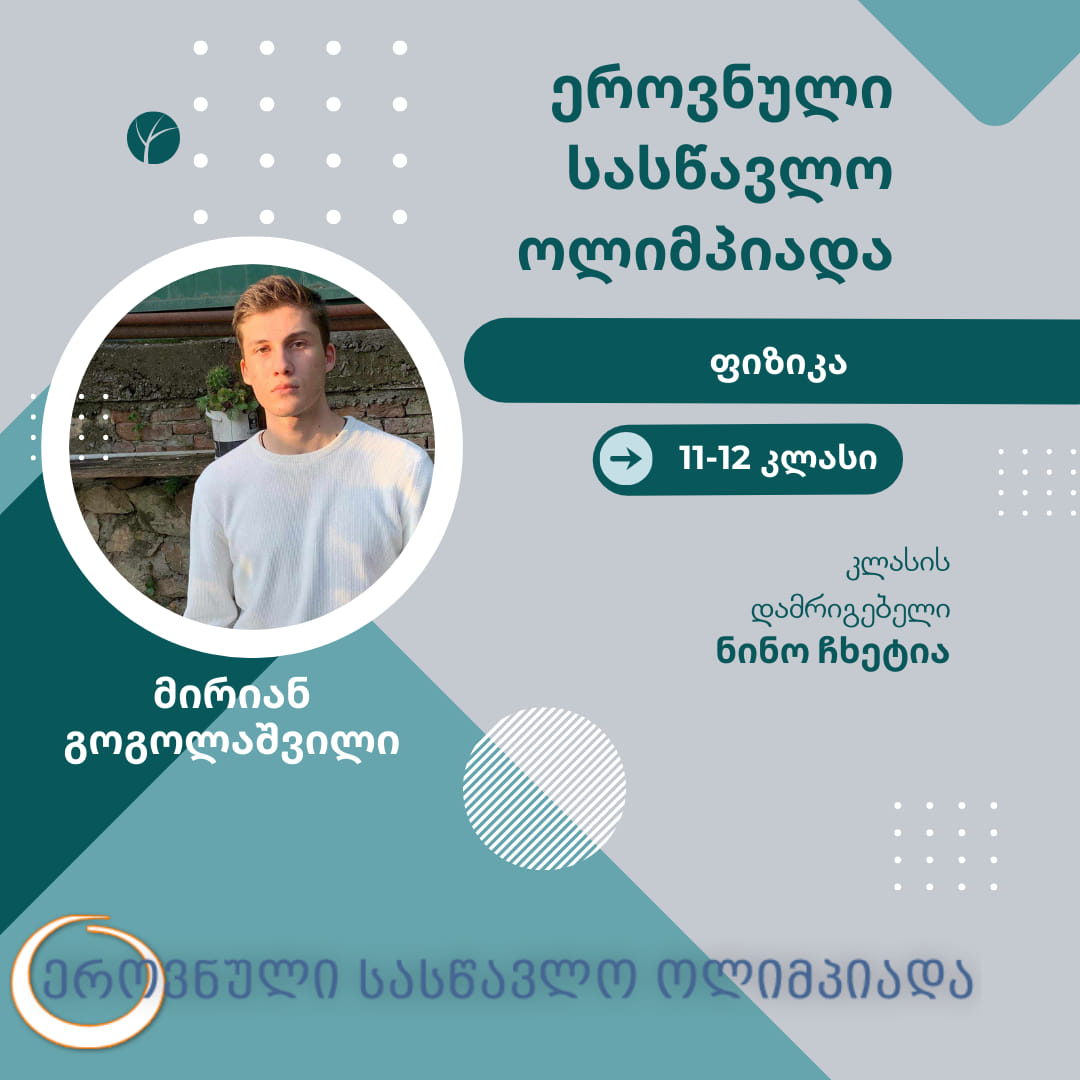 ეროვნული
სასწავლო
ოლიმპიადა
ფიზიკა
11-12 კლასი
კლასის
დამრიგებელი
ნინო ჩხეტია
მირიან
გოგოლაშვილი
ეროვნული სასწავლო ოლიმპიადა